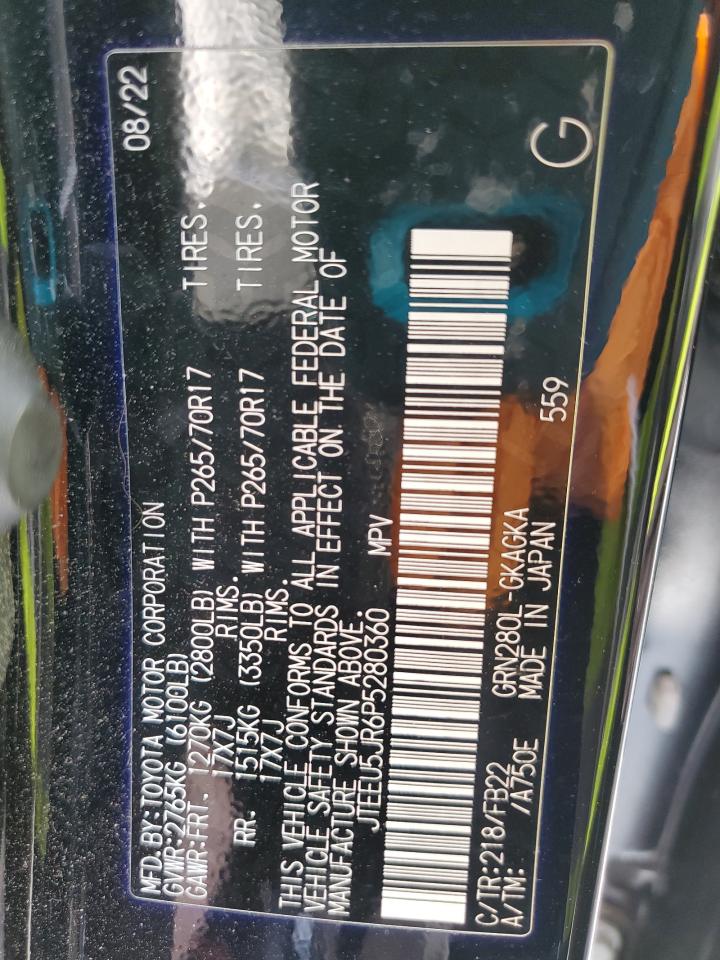 MFD.BY:TOYOTA MOTOR CORPORATION 08/22
GVWR:2765KG (6100LB)
GAWR:FRT. 1270KG (2800LB) WITH P265/70R17 TIRES,
17X7J RIMS.
RR. 1515KG (3350LB) WITH P265/70R17 TIRES,
17X7J RIMS.
THIS VEHICLE CONFORMS TO ALL APPLICABLE FEDERAL MOTOR
VEHICLE SAFETY STANDARDS IN EFFECT ON THE DATE OF
MANUFACTURE SHOWN ABOVE.
JTEEU5JR6P5280360 MPV
C/TR:218/FB22 GRN280L-GKAGKA 559 G
A/TM: /A750E MADE IN JAPAN